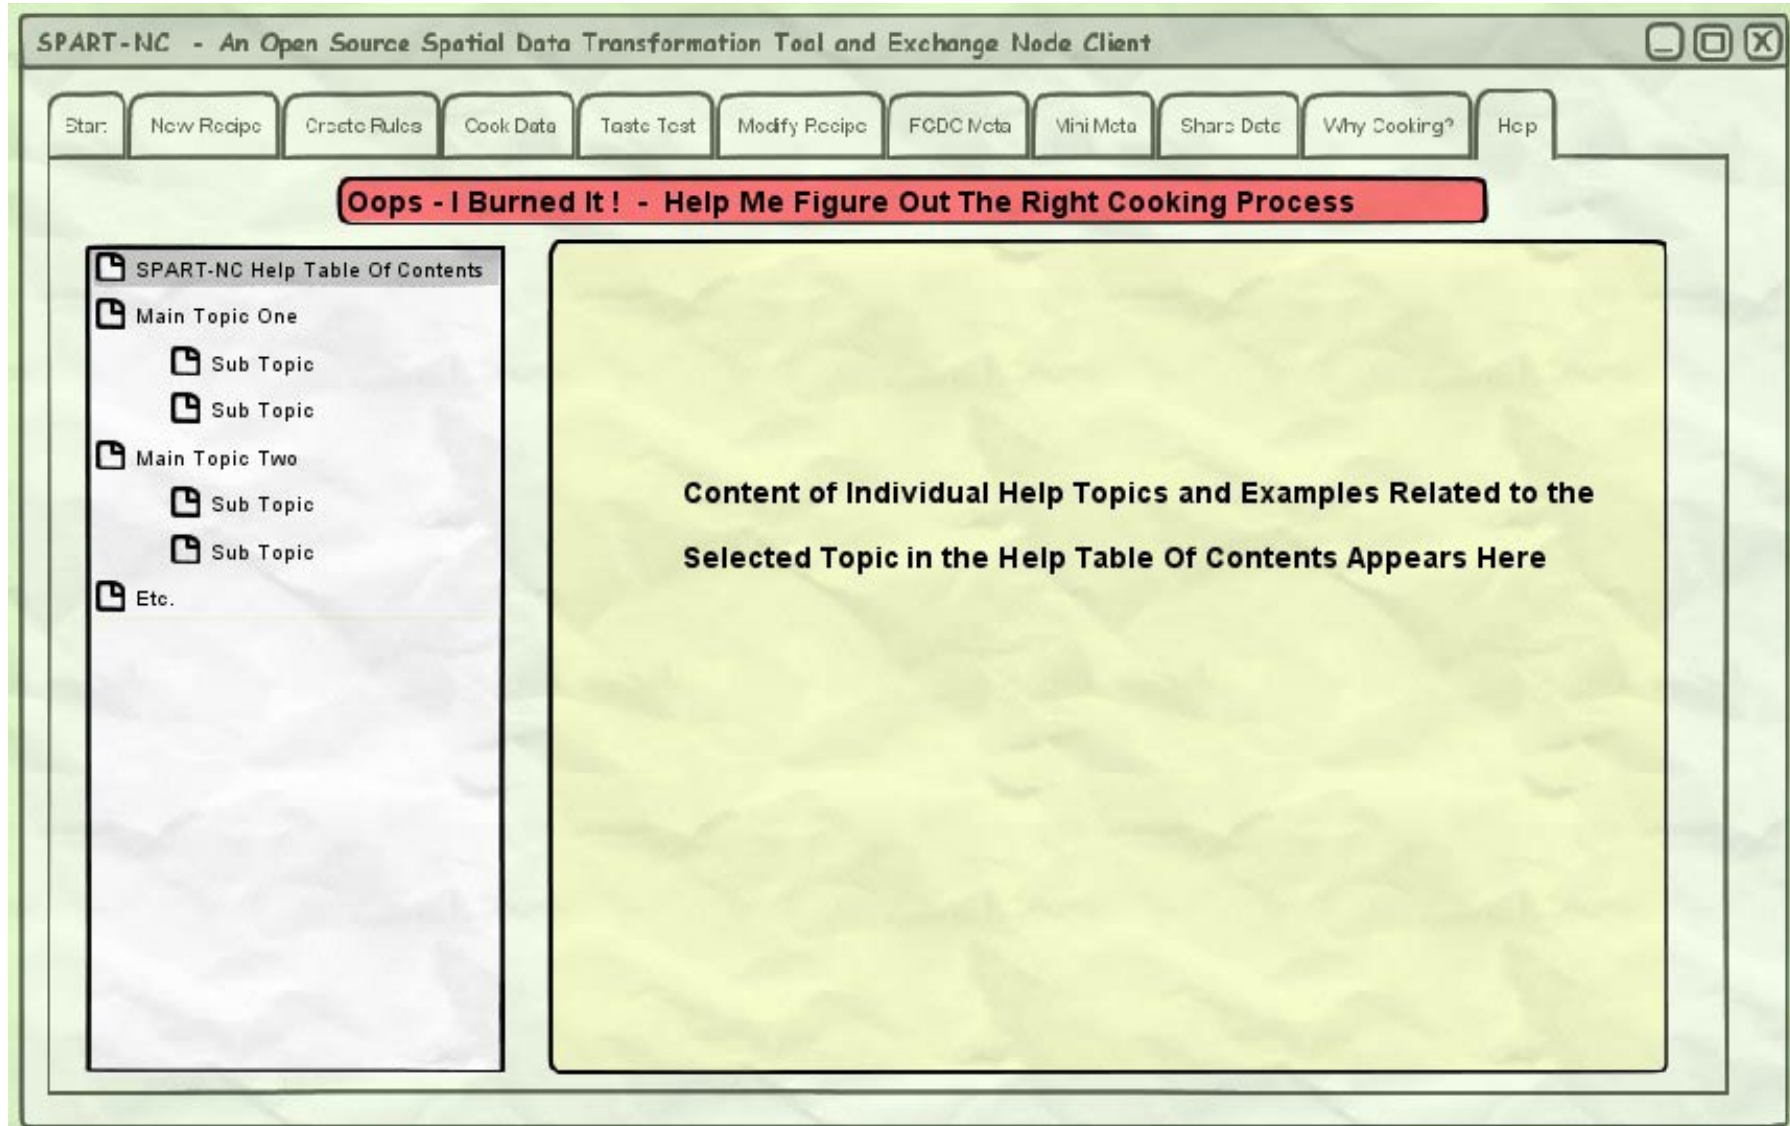 SPART-NC - An Open Source Spatial Data Transformation Tool and Exchange Node Client
Start New Recipe Create Rules Cook Data Taste Test Modify Recipe FGDC Meta Mini Meta Share Data Why Cooking? Help
Oops - I Burned It ! - Help Me Figure Out The Right Cooking Process
SPART-NC Help Table Of Contents
Main Topic One
Sub Topic
Sub Topic
Main Topic Two
Sub Topic
Sub Topic
Etc.
Content of Individual Help Topics and Examples Related to the
Selected Topic in the Help Table Of Contents Appears Here